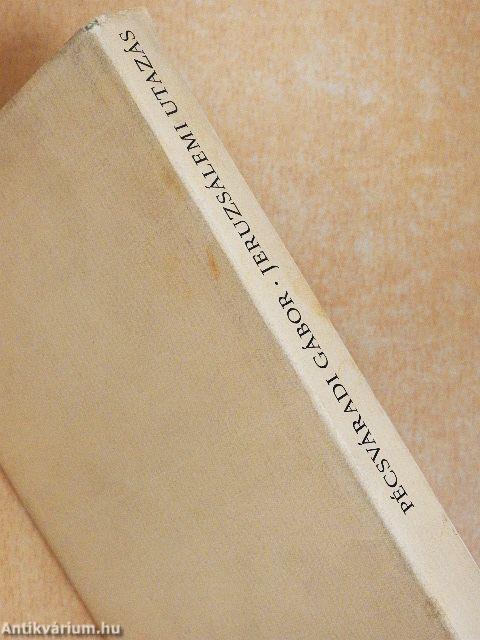 PÉCSVÁRADI GÁBOR · JERUZSÁLEMI UTAZÁS
Antikvárium.hu